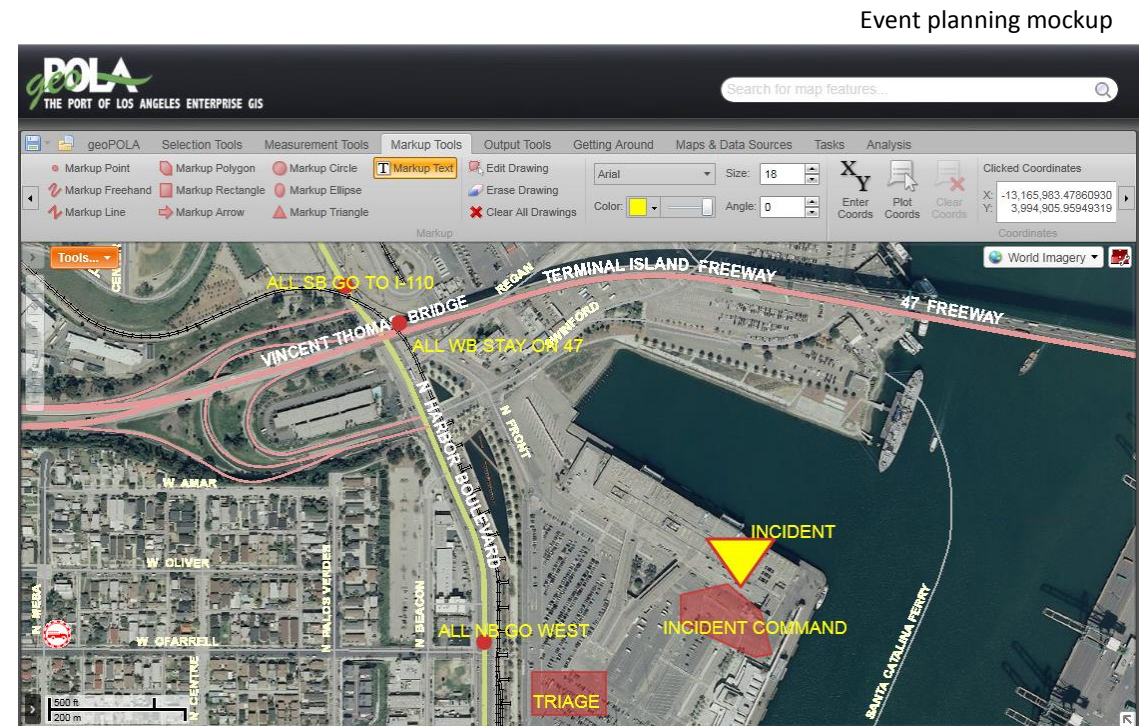 Event planning mockup
geoPOLA
THE PORT OF LOS ANGELES ENTERPRISE GIS
Search for map features...
geoPOLA Selection Tools Measurement Tools Markup Tools Output Tools Getting Around Maps & Data Sources Tasks Analysis
Markup Point Markup Polygon Markup Circle T Markup Text Edit Drawing
Markup Freehand Markup Rectangle Markup Ellipse Erase Drawing
Markup Line Markup Arrow Markup Triangle Clear All Drawings
Markup
Arial Size: 18
Color: Angle: 0
X Y
Enter Coords
Plot Coords
Clear Coords
Clicked Coordinates
X: -13,165,983.47860930
Y: 3,994,905.95949319
Coordinates
Tools...
World Imagery
ALL SB GO TO I-110
REGAN
TERMINAL ISLAND FREEWAY
47 FREEWAY
VINCENT THOMAS BRIDGE
SWINFORD
ALL WB STAY ON 47
N HARBOR BOULEVARD
N FRONT
W AMAR
INCIDENT
W OLIVER
N MESA
N PALOS VERDES
N BEACON
ALL NB GO WEST
INCIDENT COMMAND
W OFARRELL
N CENTRE
SANTA CATALINA FERRY
TRIAGE
500 ft
200 m